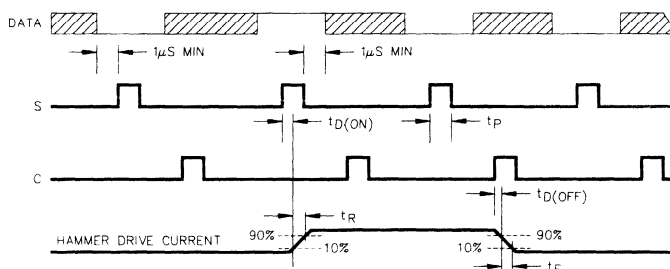 DATA
1μS MIN
1μS MIN
S
tD(ON)
tP
C
tD(OFF)
tR
90%
90%
HAMMER DRIVE CURRENT
10%
10%
10%
tF